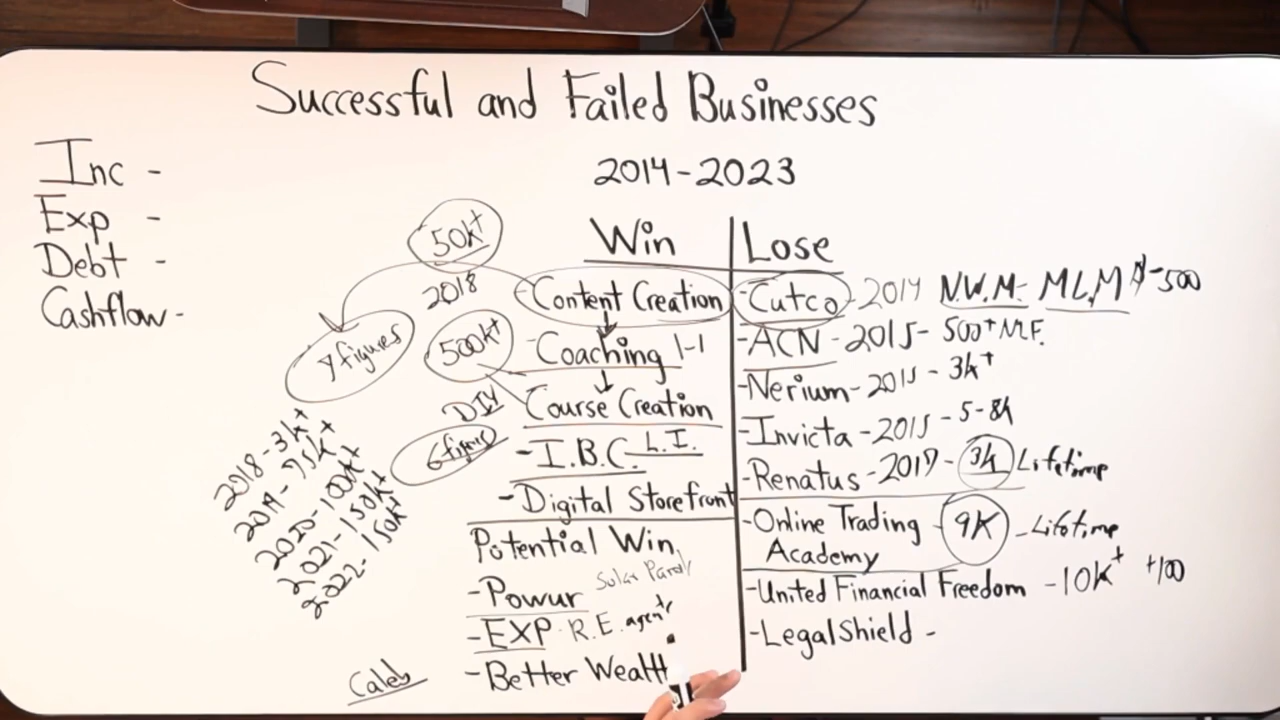 Successful and Failed Businesses
2014-2023
Inc -
Exp -
Debt -
Cashflow -
50k+
2018
7 figures
500k+
DIY
6 figure
2018-3k+
2019-75k+
2020-100k+
2021-150k+
2022-150k+
Win
- Content Creation
- Coaching 1-1
Course Creation
- I.B.C. L.I.
- Digital Storefront
Potential Win
- Powur Solar Panels
- EXP R.E. agent
- Better Wealth
Caleb
Lose
- Cutco - 2014 N.W.M- MLM $-500
- ACN - 2015- 500+
- Nerium- 2015 - 3k+
- Invicta - 2015 - 5-8k
- Renatus - 2017 - 3k Lifetime
- Online Trading 9K - Lifetime
Academy
- United Financial Freedom - 10k+ +100
- LegalShield -